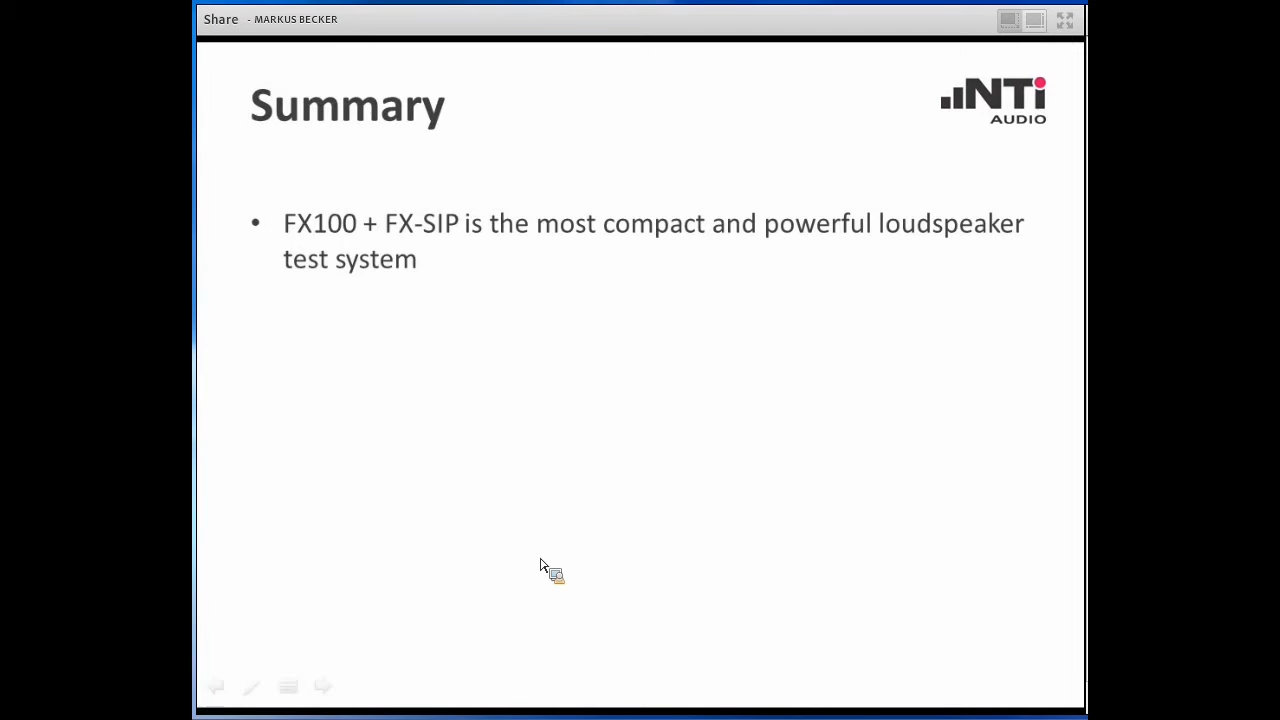 Share - MARKUS BECKER
Summary
NTi
AUDIO
• FX100 + FX-SIP is the most compact and powerful loudspeaker
test system